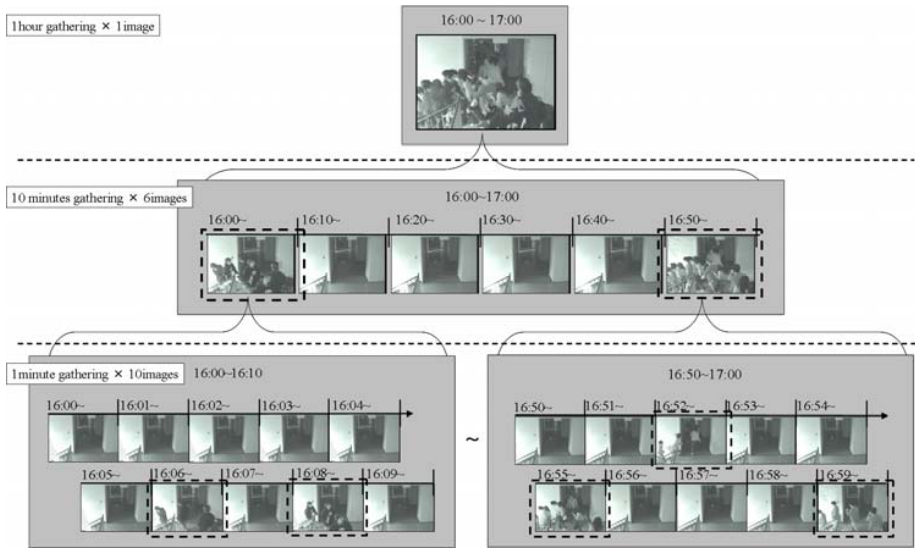 1hour gathering × 1image
16:00~17:00
10 minutes gathering × 6images
16:00~17:00
16:00~ 16:10~ 16:20~ 16:30~ 16:40~ 16:50~
1minute gathering × 10images
16:00~16:10
16:00~ 16:01~ 16:02~ 16:03~ 16:04~
16:05~ 16:06~ 16:07~ 16:08~ 16:09~
~
16:50~17:00
16:50~ 16:51~ 16:52~ 16:53~ 16:54~
16:55~ 16:56~ 16:57~ 16:58~ 16:59~